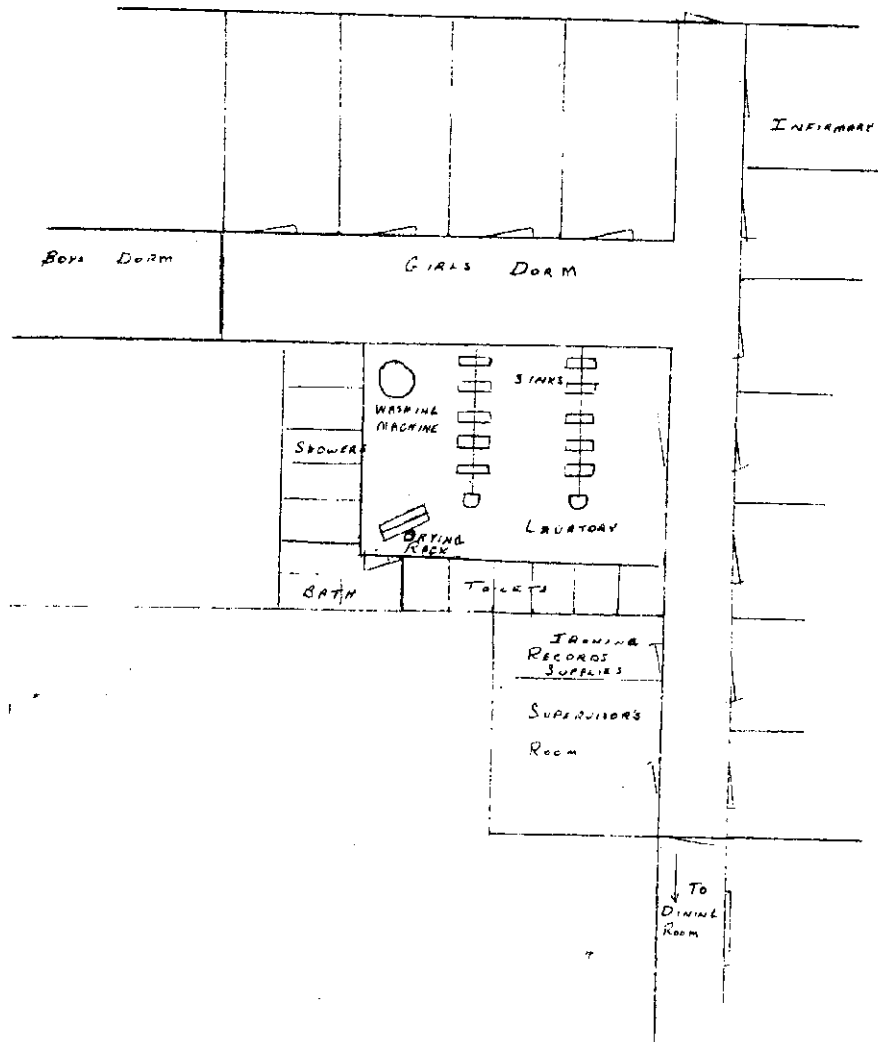 INFIRMARY
BOYS DORM
GIRLS DORM
SINKS
WASHING
MACHINE
SHOWERS
LAVATORY
DRYING
RACK
BATH
TOILETS
IRONING
RECORDS
SUPPLIES
SUPERVISOR'S
ROOM
TO
DINING
ROOM